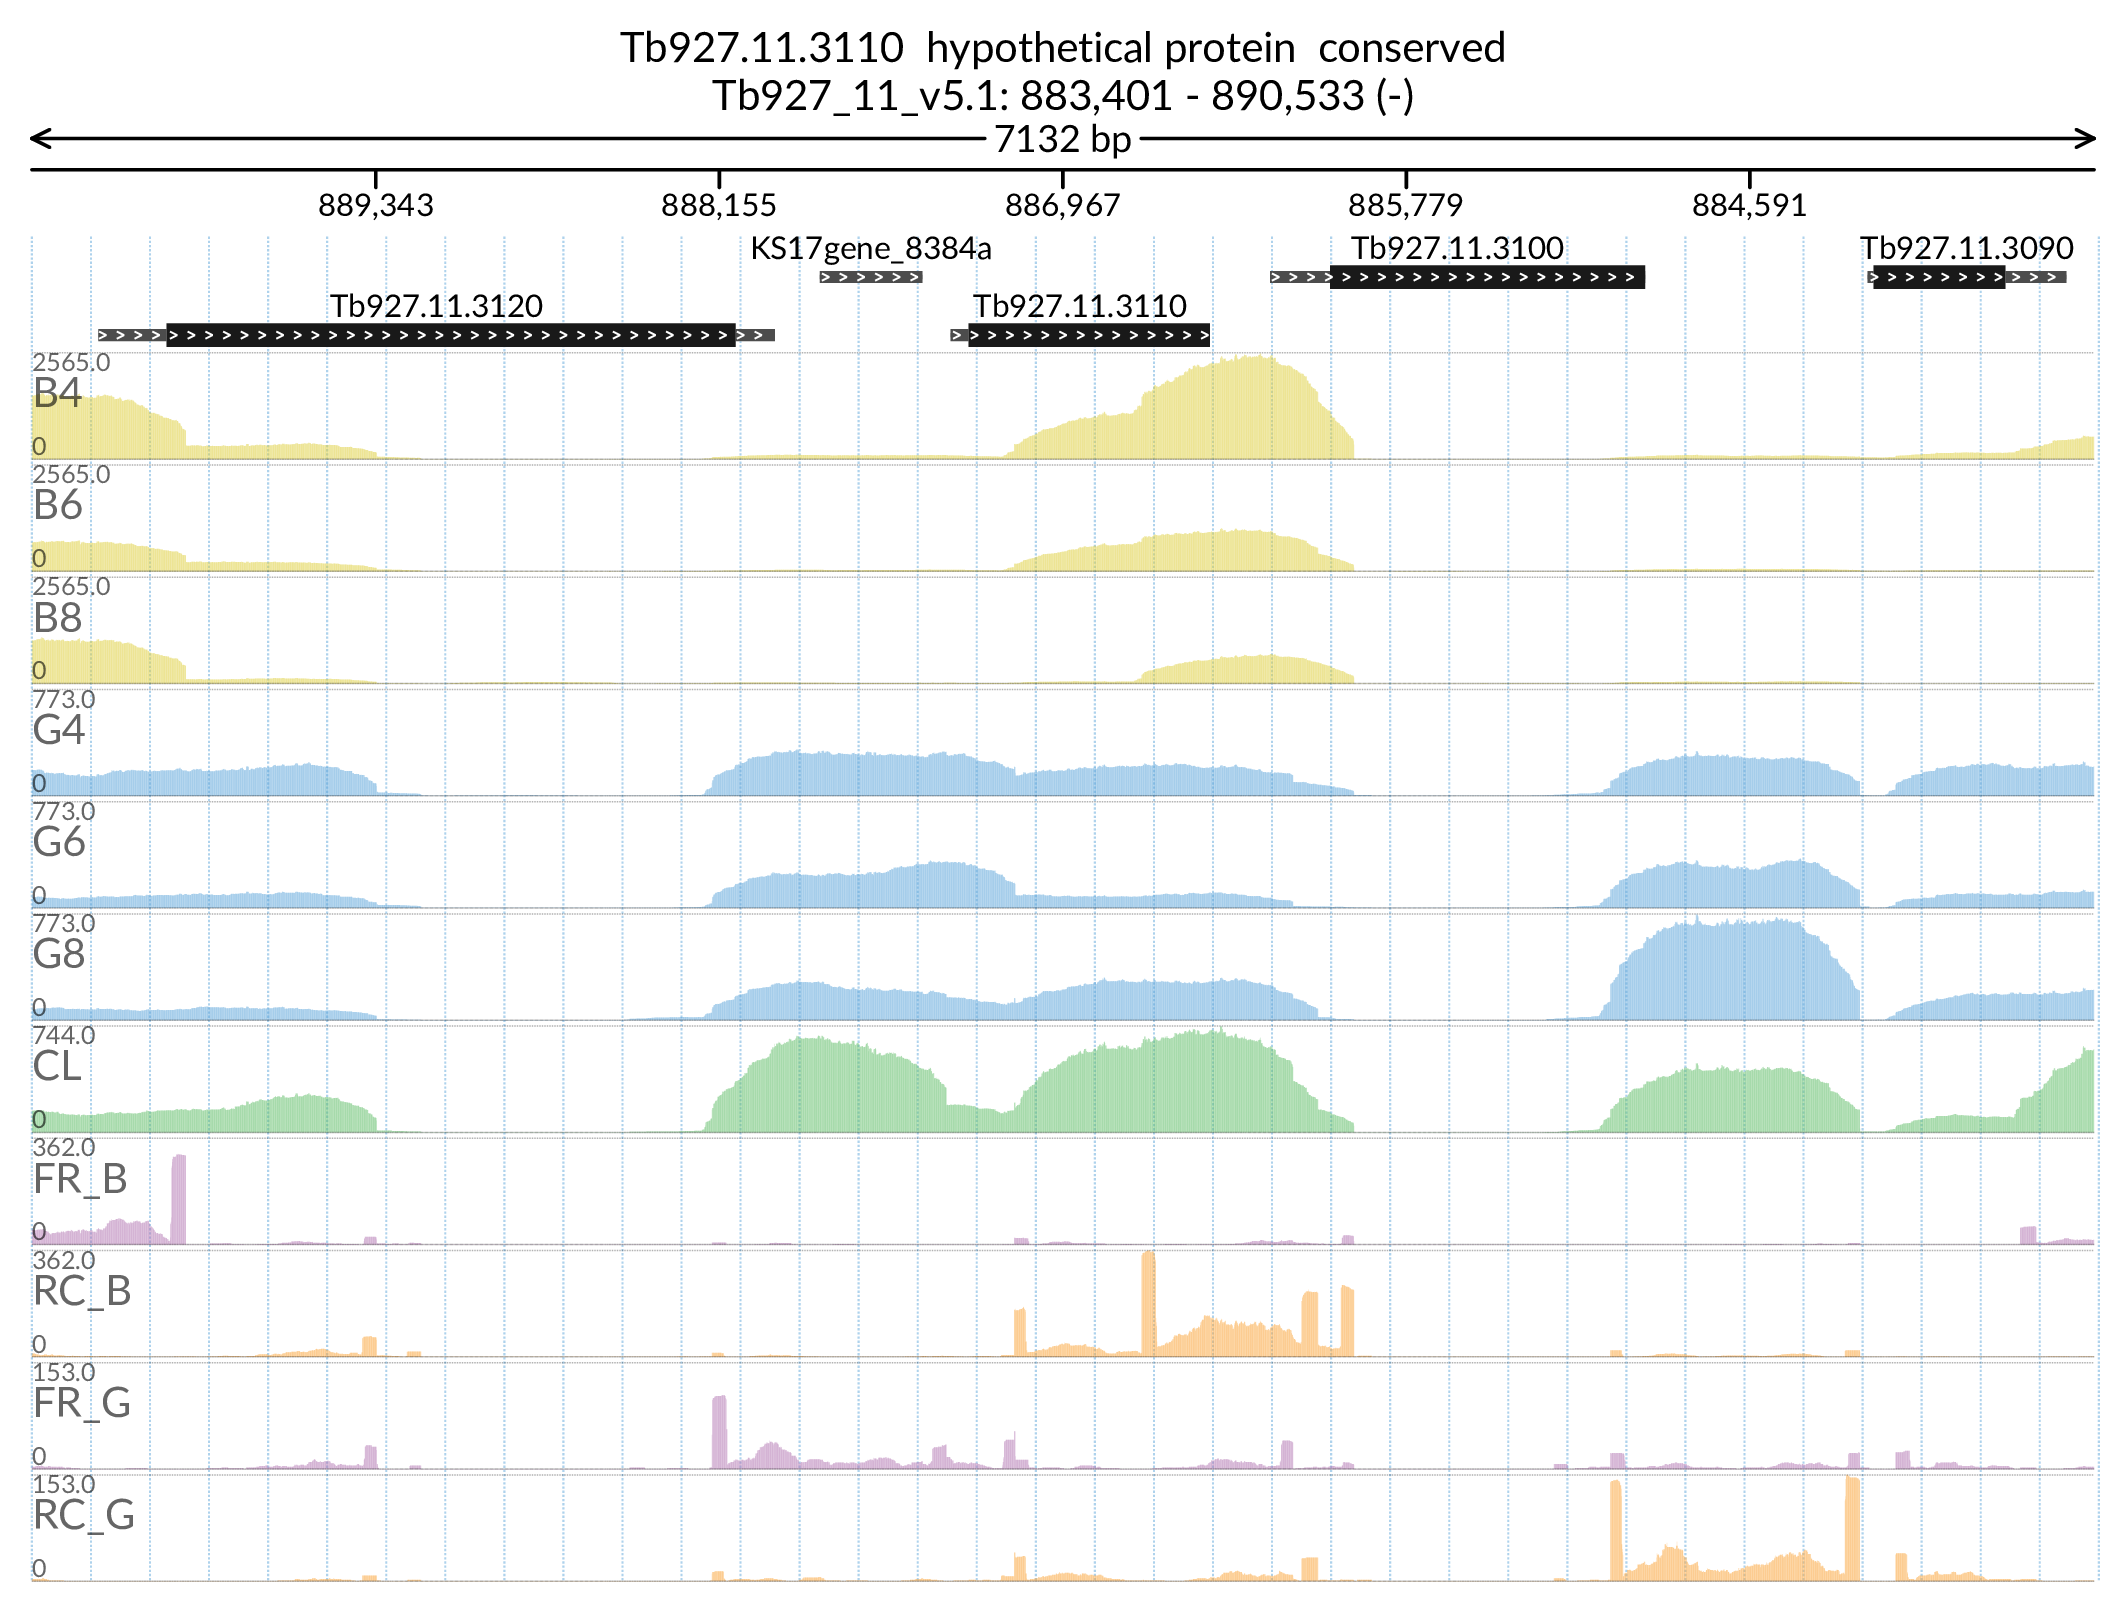 Tb927.11.3110  hypothetical protein  conserved
Tb927_11_v5.1: 883,401 - 890,533 (-)
7132 bp
889,343 888,155 886,967 885,779 884,591
KS17gene_8384a Tb927.11.3100 Tb927.11.3090
Tb927.11.3120 Tb927.11.3110
2565.0
B4
0
2565.0
B6
0
2565.0
B8
0
773.0
G4
0
773.0
G6
0
773.0
G8
0
744.0
CL
0
362.0
FR_B
0
362.0
RC_B
0
153.0
FR_G
0
153.0
RC_G
0